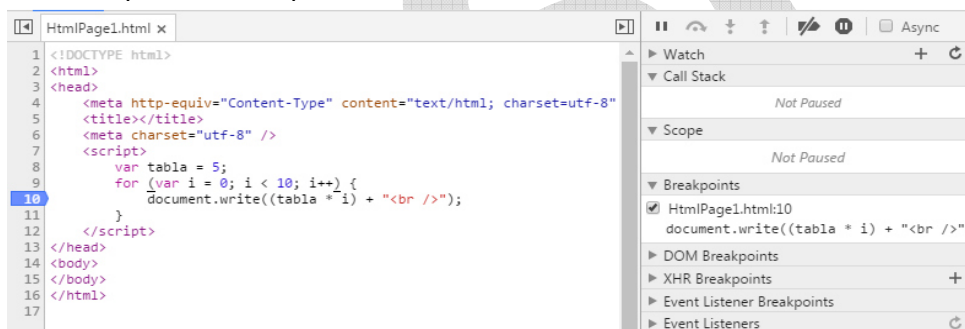 HtmlPage1.html ×
1 <!DOCTYPE html>
2 <html>
3 <head>
4 <meta http-equiv="Content-Type" content="text/html; charset=utf-8"
5 <title></title>
6 <meta charset="utf-8" />
7 <script>
8 var tabla = 5;
9 for (var i = 0; i < 10; i++) {
10 document.write((tabla * i) + "<br />");
11 }
12 </script>
13 </head>
14 <body>
15 </body>
16 </html>
17
Async
Watch
Call Stack
Not Paused
Scope
Not Paused
Breakpoints
HtmlPage1.html:10
document.write((tabla * i) + "<br />"
DOM Breakpoints
XHR Breakpoints
Event Listener Breakpoints
Event Listeners